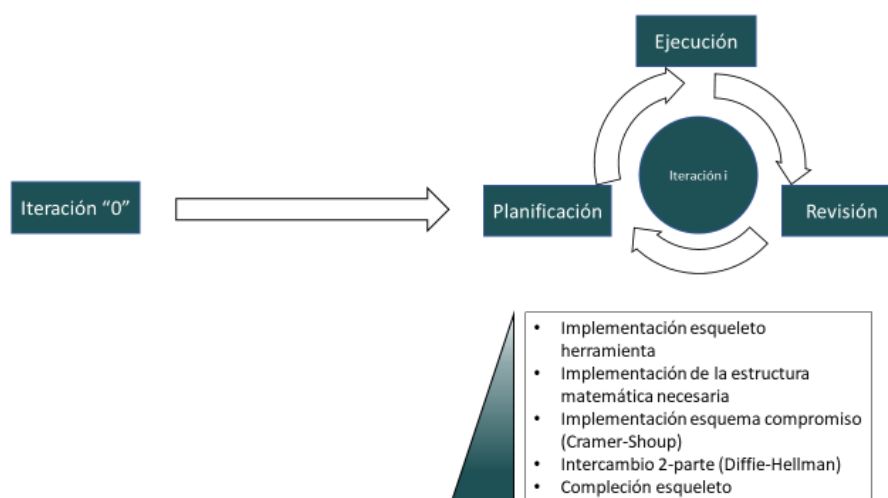 Ejecución
Iteración i
Iteración "0"
Planificación
Revisión
• Implementación esqueleto
herramienta
• Implementación de la estructura
matemática necesaria
• Implementación esquema compromiso
(Cramer-Shoup)
• Intercambio 2-parte (Diffie-Hellman)
• Compleción esqueleto